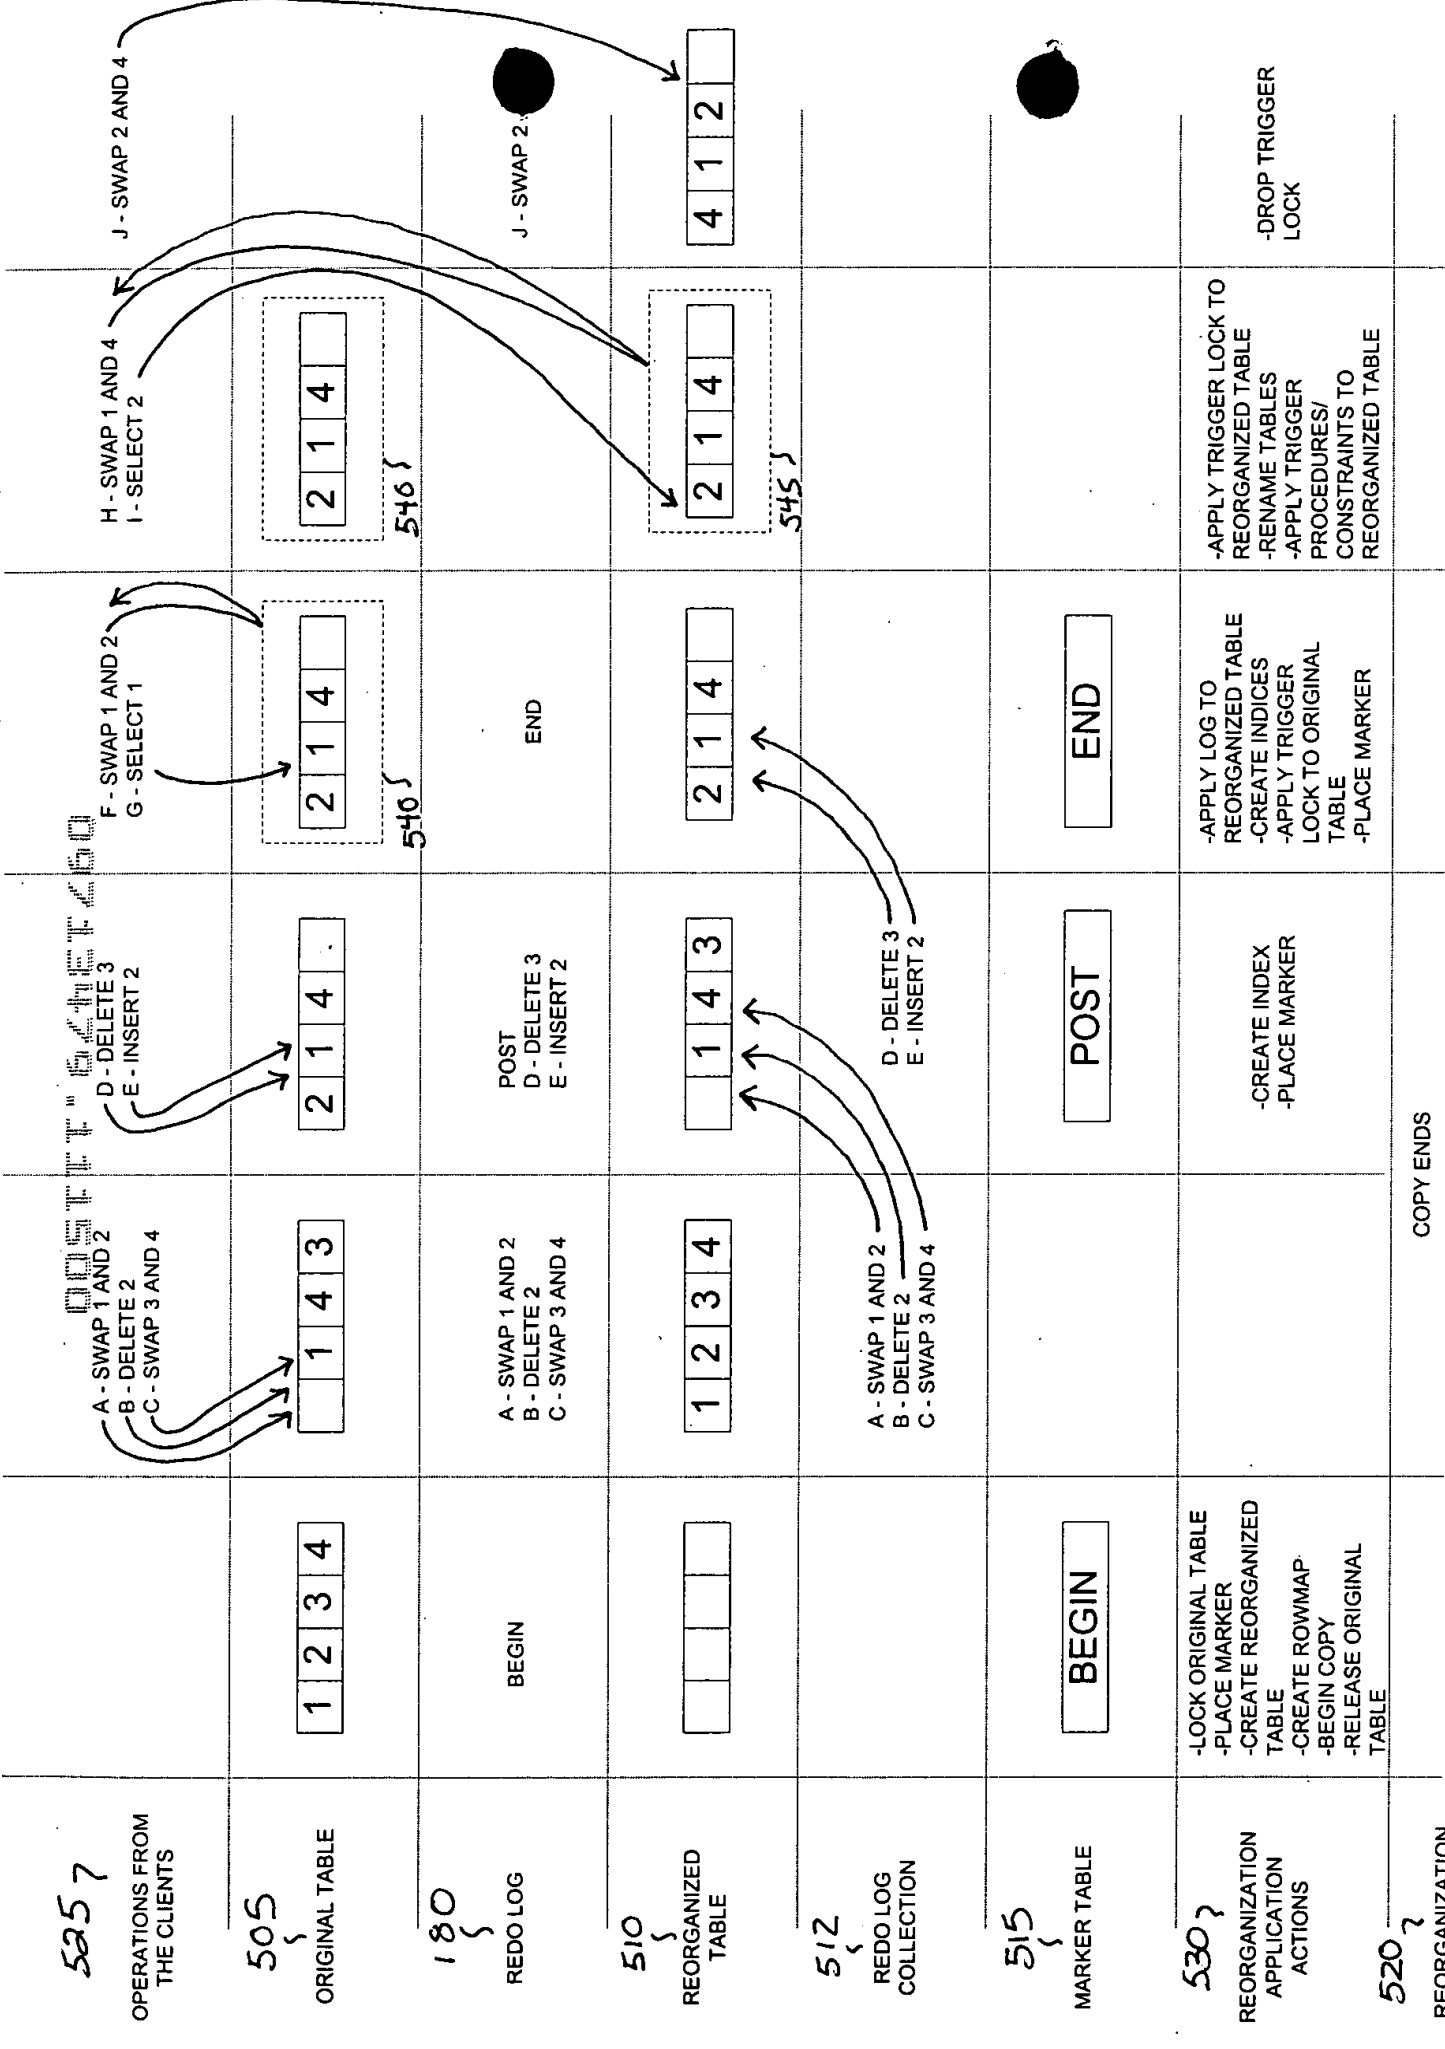 525
OPERATIONS FROM
THE CLIENTS
A - SWAP 1 AND 2
B - DELETE 2
C - SWAP 3 AND 4
D - DELETE 3
E - INSERT 2
F - SWAP 1 AND 2
G - SELECT 1
H - SWAP 1 AND 4
I - SELECT 2
J - SWAP 2 AND 4
505
ORIGINAL TABLE
1 2 3 4
1 4 3
2 1 4
2 1 4
540
2 1 4
540
180
REDO LOG
BEGIN
A - SWAP 1 AND 2
B - DELETE 2
C - SWAP 3 AND 4
POST
D - DELETE 3
E - INSERT 2
END
J - SWAP 2
510
REORGANIZED
TABLE
1 2 3 4
1 4 3
2 1 4
2 1 4
545
4 1 2
512
REDO LOG
COLLECTION
A - SWAP 1 AND 2
B - DELETE 2
C - SWAP 3 AND 4
D - DELETE 3
E - INSERT 2
515
MARKER TABLE
BEGIN
POST
END
530
REORGANIZATION
APPLICATION
ACTIONS
-LOCK ORIGINAL TABLE
-PLACE MARKER
-CREATE REORGANIZED
TABLE
-CREATE ROWMAP
-BEGIN COPY
-RELEASE ORIGINAL
TABLE
-CREATE INDEX
-PLACE MARKER
-APPLY LOG TO
REORGANIZED TABLE
-CREATE INDICES
-APPLY TRIGGER
LOCK TO ORIGINAL
TABLE
-PLACE MARKER
-APPLY TRIGGER LOCK TO
REORGANIZED TABLE
-RENAME TABLES
-APPLY TRIGGER
PROCEDURES/
CONSTRAINTS TO
REORGANIZED TABLE
-DROP TRIGGER
LOCK
520
REORGANIZATION
COPY ENDS